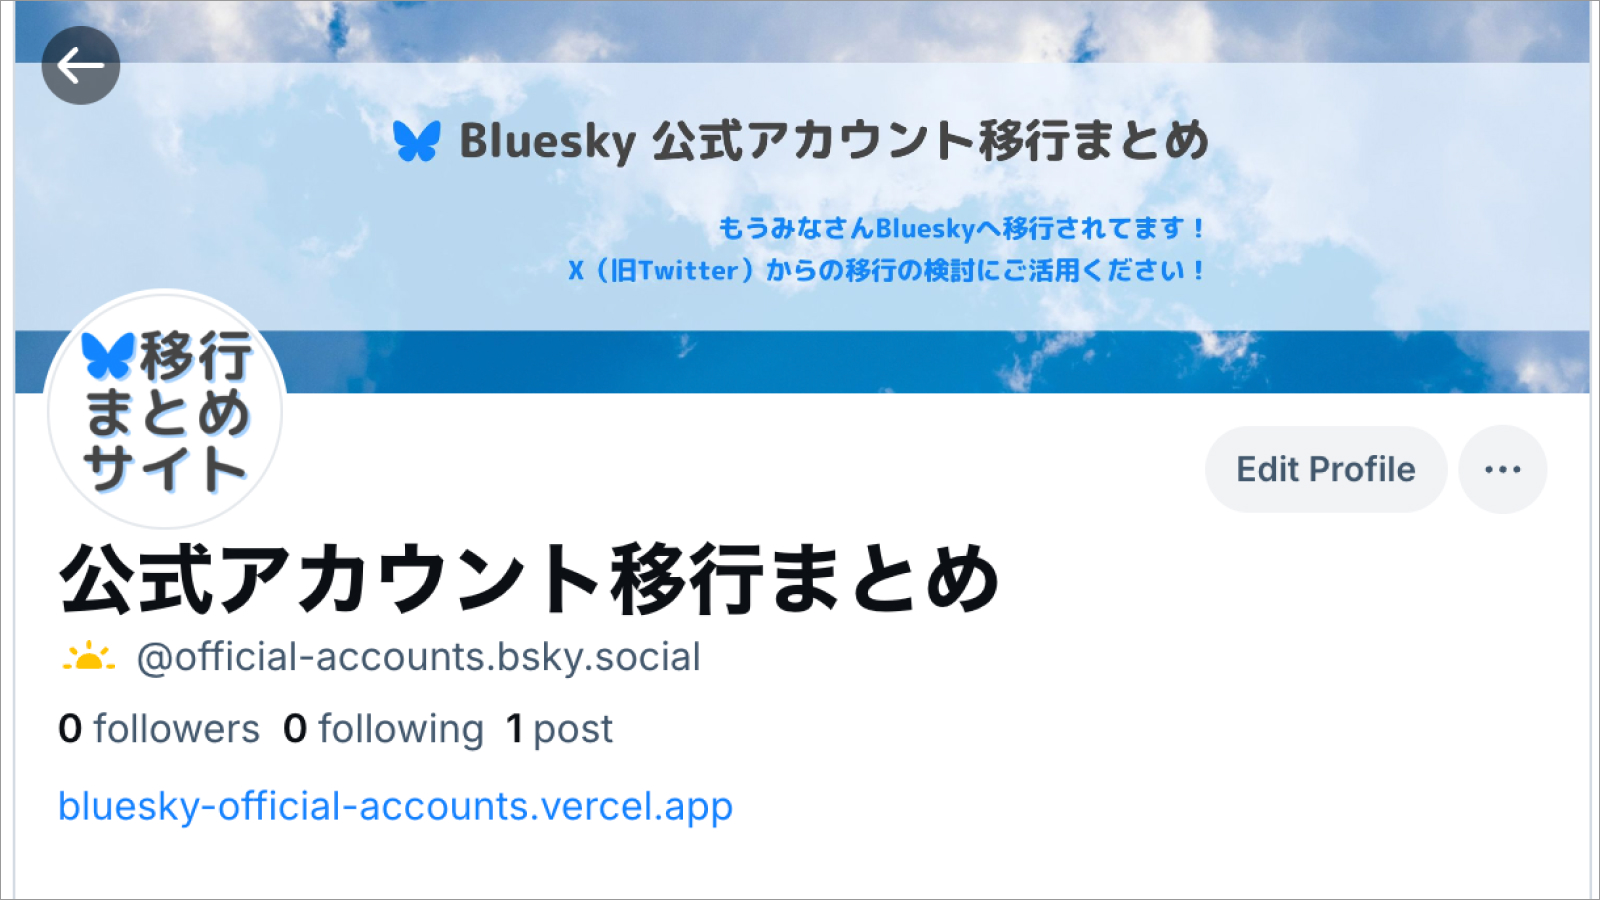 Bluesky 公式アカウント移行まとめ
もうみなさんBlueskyへ移行されてます！
X（旧Twitter）からの移行の検討にご活用ください！
移行
まとめ
サイト
Edit Profile
公式アカウント移行まとめ
@official-accounts.bsky.social
0 followers 0 following 1 post
bluesky-official-accounts.vercel.app